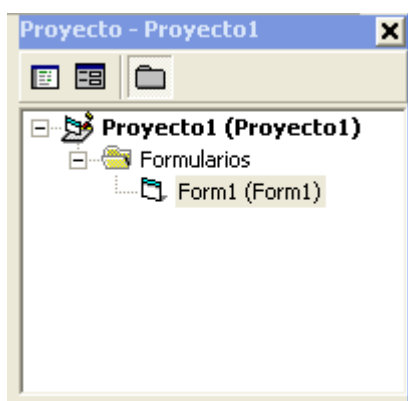 Proyecto - Proyecto1
Proyecto1 (Proyecto1)
Formularios
Form1 (Form1)